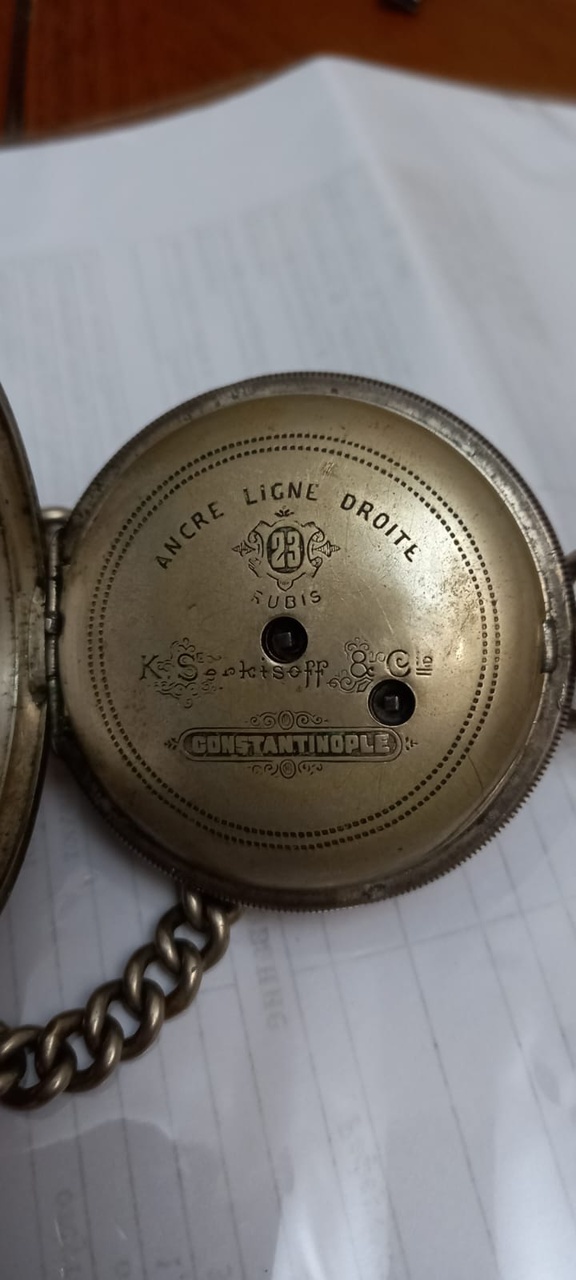 ANCRE LiGNE DROITE
23
RUBIS
K. Serkisoff & Cie
CONSTANTINOPLE